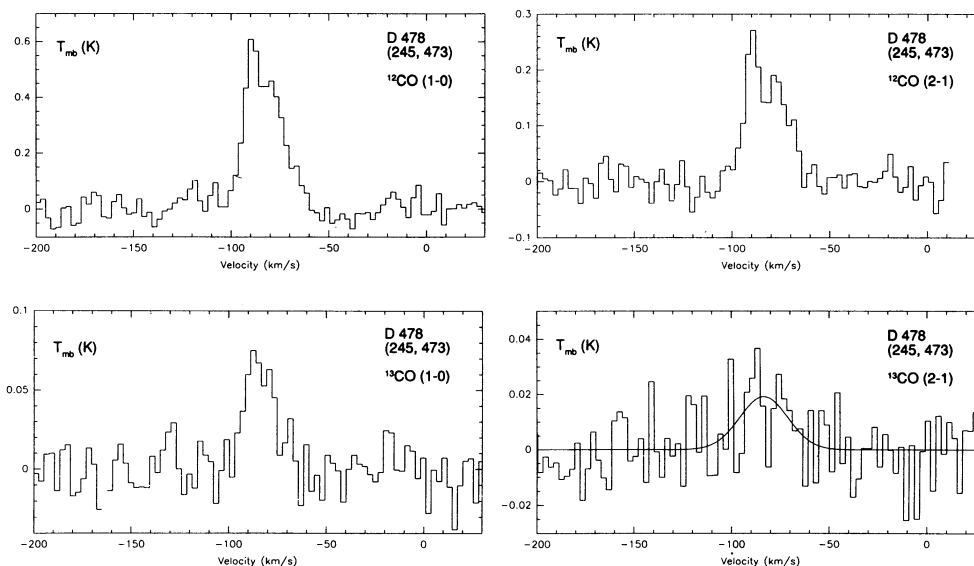 T_mb (K)
D 478
(245, 473)
¹²CO (1-0)
0.6
0.4
0.2
0
-200
-150
-100
-50
0
Velocity (km/s)
T_mb (K)
D 478
(245, 473)
¹²CO (2-1)
0.3
0.2
0.1
0
-0.1
-200
-150
-100
-50
0
Velocity (km/s)
T_mb (K)
D 478
(245, 473)
¹³CO (1-0)
0.1
0.05
0
-200
-150
-100
-50
0
Velocity (km/s)
T_mb (K)
D 478
(245, 473)
¹³CO (2-1)
0.04
0.02
0
-0.02
-200
-150
-100
-50
0
Velocity (km/s)